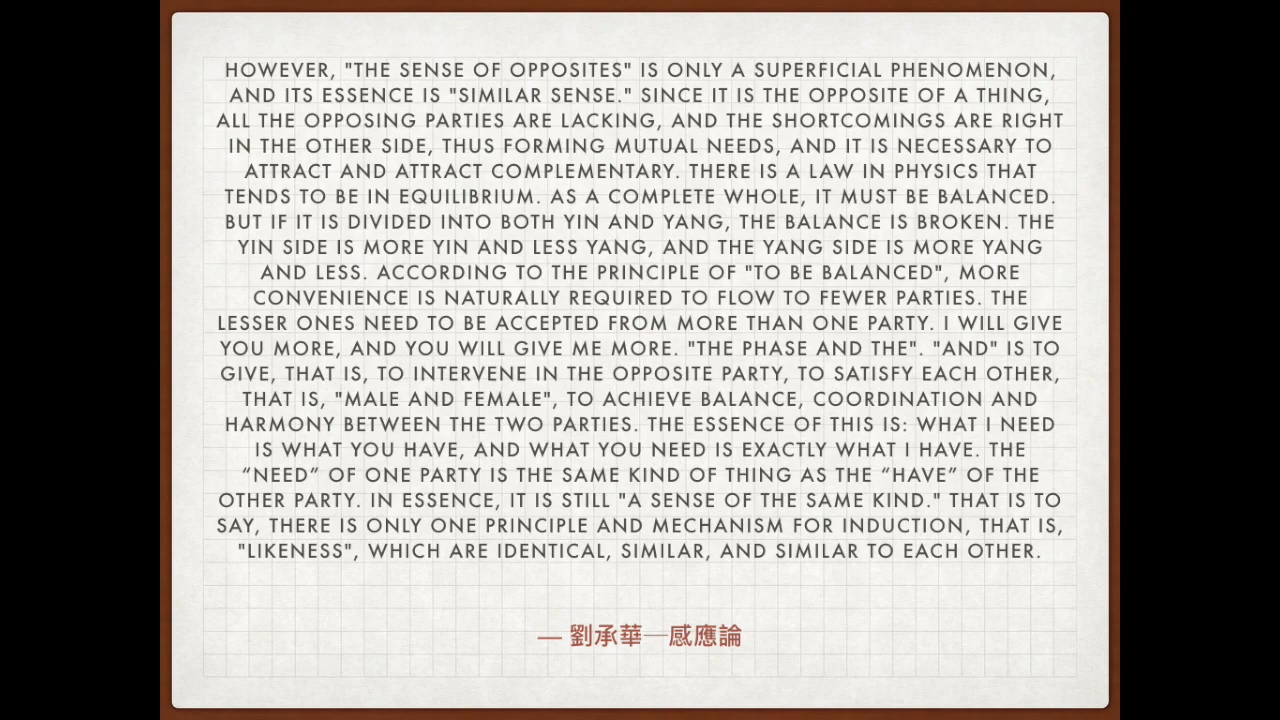 HOWEVER, "THE SENSE OF OPPOSITES" IS ONLY A SUPERFICIAL PHENOMENON,
AND ITS ESSENCE IS "SIMILAR SENSE." SINCE IT IS THE OPPOSITE OF A THING,
ALL THE OPPOSING PARTIES ARE LACKING, AND THE SHORTCOMINGS ARE RIGHT
IN THE OTHER SIDE, THUS FORMING MUTUAL NEEDS, AND IT IS NECESSARY TO
ATTRACT AND ATTRACT COMPLEMENTARY. THERE IS A LAW IN PHYSICS THAT
TENDS TO BE IN EQUILIBRIUM. AS A COMPLETE WHOLE, IT MUST BE BALANCED.
BUT IF IT IS DIVIDED INTO BOTH YIN AND YANG, THE BALANCE IS BROKEN. THE
YIN SIDE IS MORE YIN AND LESS YANG, AND THE YANG SIDE IS MORE YANG
AND LESS. ACCORDING TO THE PRINCIPLE OF "TO BE BALANCED", MORE
CONVENIENCE IS NATURALLY REQUIRED TO FLOW TO FEWER PARTIES. THE
LESSER ONES NEED TO BE ACCEPTED FROM MORE THAN ONE PARTY. I WILL GIVE
YOU MORE, AND YOU WILL GIVE ME MORE. "THE PHASE AND THE". "AND" IS TO
GIVE, THAT IS, TO INTERVENE IN THE OPPOSITE PARTY, TO SATISFY EACH OTHER,
THAT IS, "MALE AND FEMALE", TO ACHIEVE BALANCE, COORDINATION AND
HARMONY BETWEEN THE TWO PARTIES. THE ESSENCE OF THIS IS: WHAT I NEED
IS WHAT YOU HAVE, AND WHAT YOU NEED IS EXACTLY WHAT I HAVE. THE
“NEED” OF ONE PARTY IS THE SAME KIND OF THING AS THE “HAVE” OF THE
OTHER PARTY. IN ESSENCE, IT IS STILL "A SENSE OF THE SAME KIND." THAT IS TO
SAY, THERE IS ONLY ONE PRINCIPLE AND MECHANISM FOR INDUCTION, THAT IS,
"LIKENESS", WHICH ARE IDENTICAL, SIMILAR, AND SIMILAR TO EACH OTHER.
— 劉承華—感應論